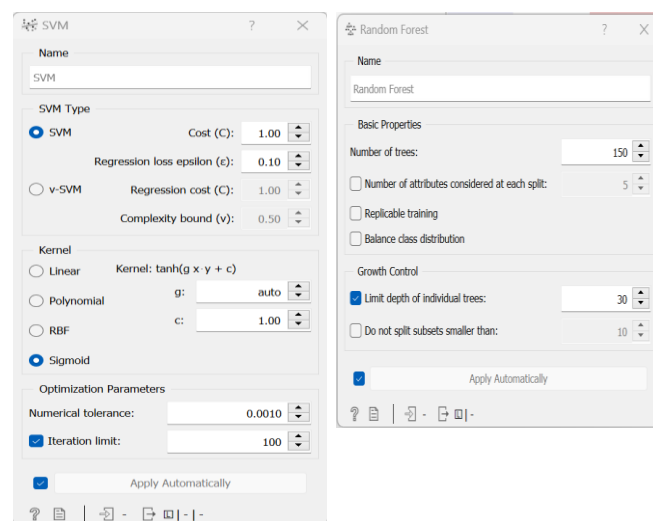 SVM ?
Name
SVM
SVM Type
SVM Cost (C): 1.00
Regression loss epsilon (ε): 0.10
v-SVM Regression cost (C): 1.00
Complexity bound (v): 0.50
Kernel
Linear Kernel: tanh(g x·y + c)
g: auto
Polynomial
c: 1.00
RBF
Sigmoid
Optimization Parameters
Numerical tolerance: 0.0010
Iteration limit: 100
Apply Automatically
? - | - | -
Random Forest ?
Name
Random Forest
Basic Properties
Number of trees: 150
Number of attributes considered at each split: 5
Replicable training
Balance class distribution
Growth Control
Limit depth of individual trees: 30
Do not split subsets smaller than: 10
Apply Automatically
? - | -